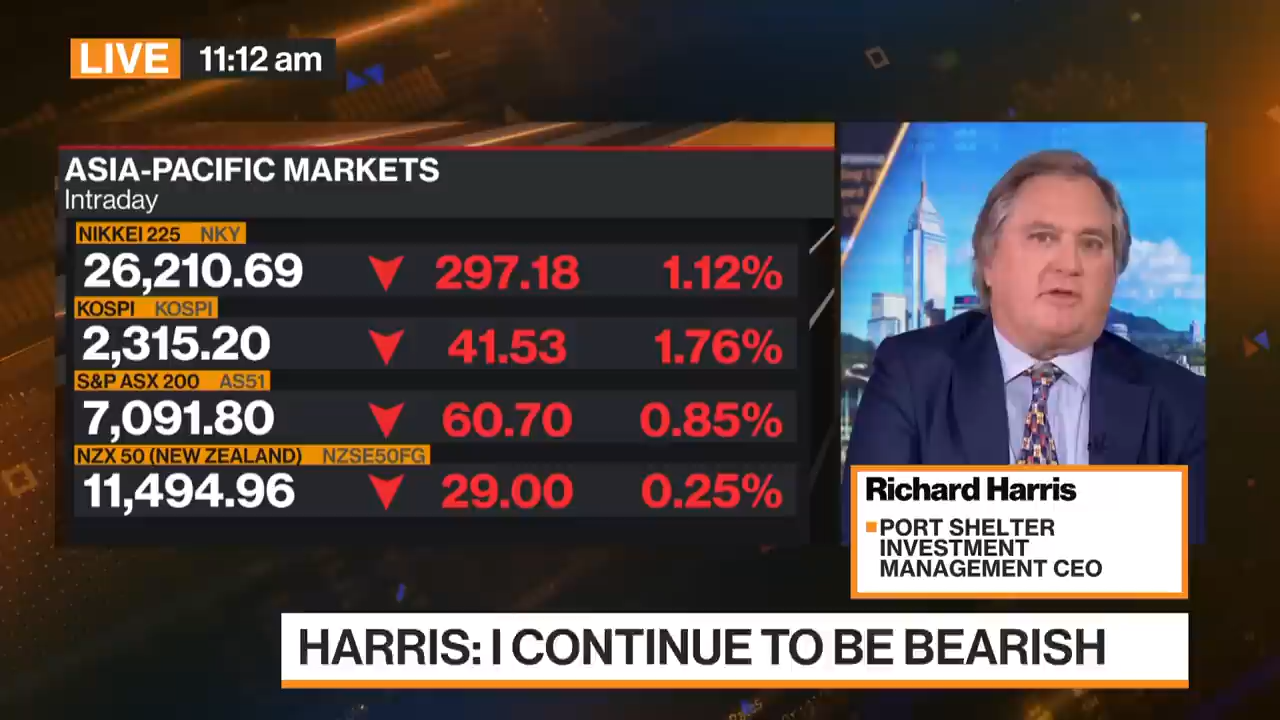 LIVE 11:12 am
ASIA-PACIFIC MARKETS
Intraday
NIKKEI 225 NKY
26,210.69 297.18 1.12%
KOSPI KOSPI
2,315.20 41.53 1.76%
S&P ASX 200 AS51
7,091.80 60.70 0.85%
NZX 50 (NEW ZEALAND) NZSE50FG
11,494.96 29.00 0.25%
Richard Harris
PORT SHELTER
INVESTMENT
MANAGEMENT CEO
HARRIS: I CONTINUE TO BE BEARISH